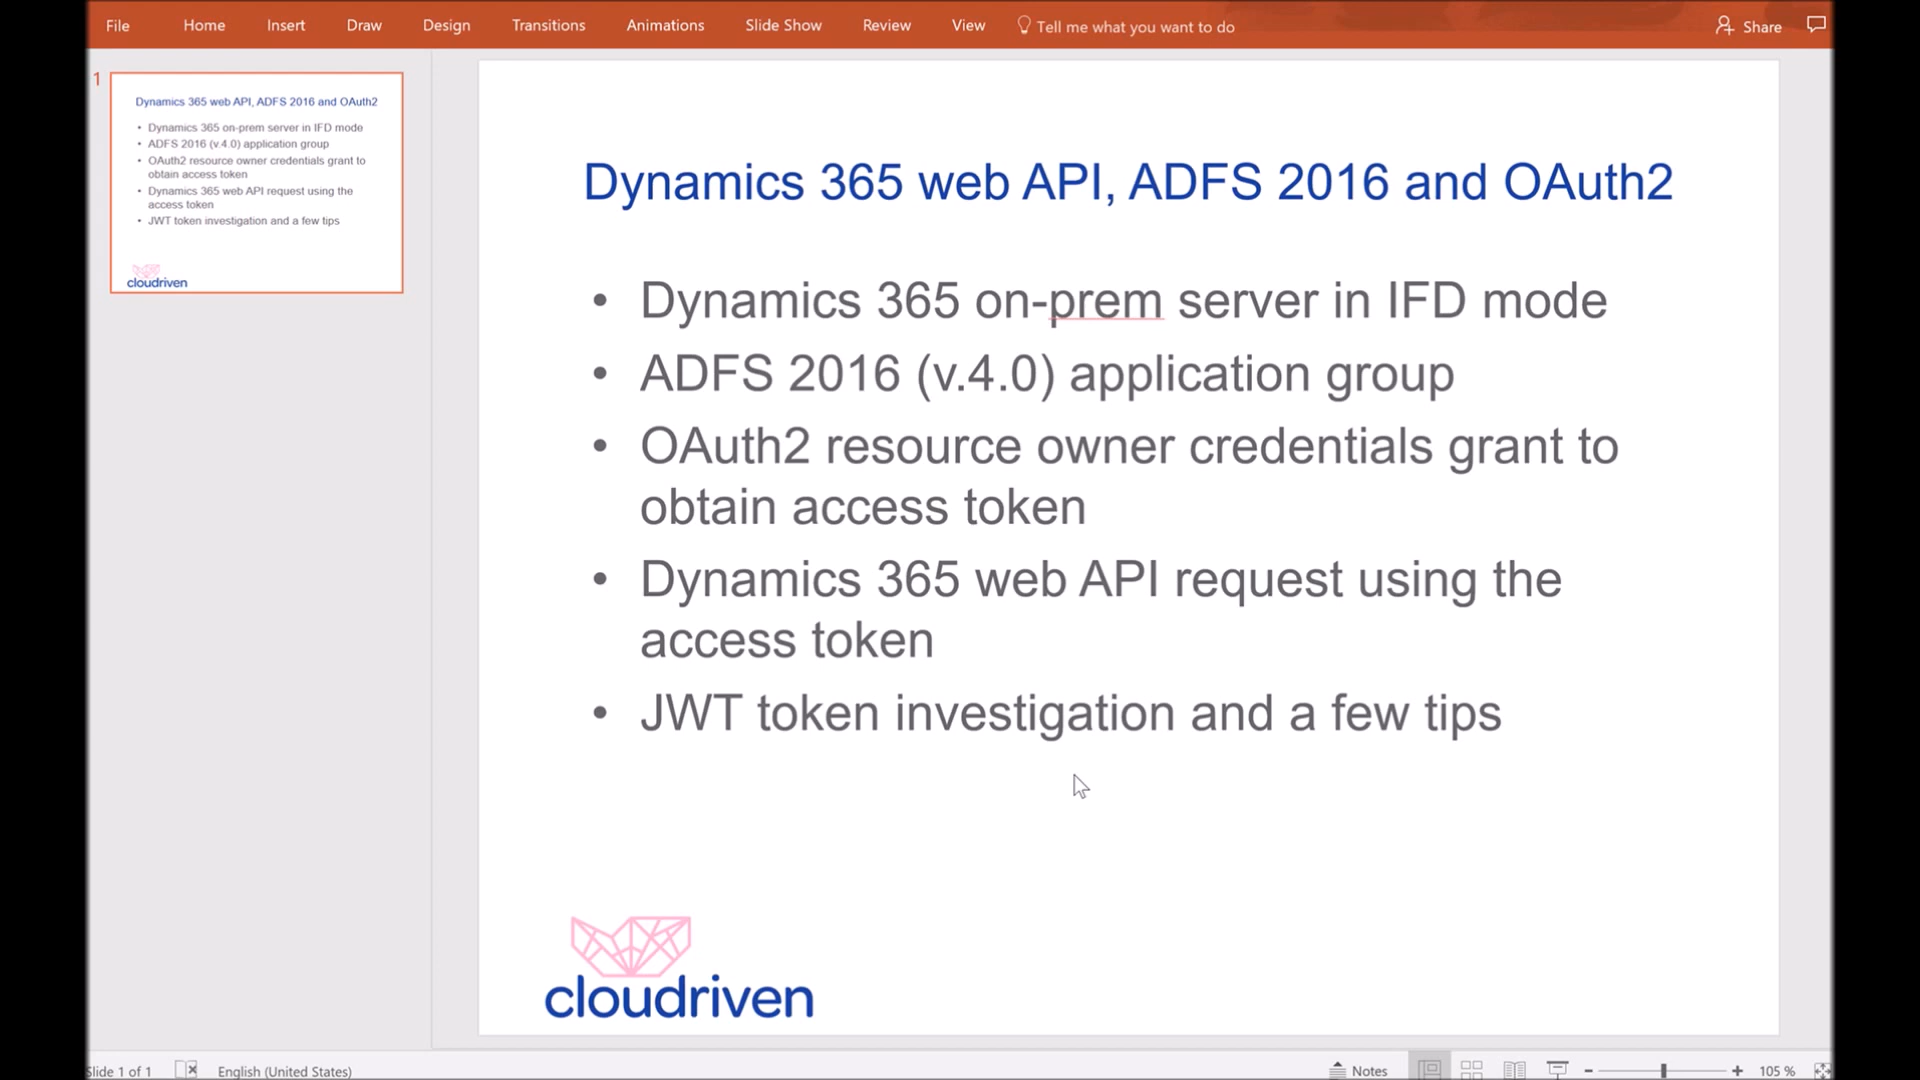 File Home Insert Draw Design Transitions Animations Slide Show Review View Tell me what you want to do Share
1
Dynamics 365 web API, ADFS 2016 and OAuth2
• Dynamics 365 on-prem server in IFD mode
• ADFS 2016 (v.4.0) application group
• OAuth2 resource owner credentials grant to
obtain access token
• Dynamics 365 web API request using the
access token
• JWT token investigation and a few tips
cloudriven
Dynamics 365 web API, ADFS 2016 and OAuth2
• Dynamics 365 on-prem server in IFD mode
• ADFS 2016 (v.4.0) application group
• OAuth2 resource owner credentials grant to
obtain access token
• Dynamics 365 web API request using the
access token
• JWT token investigation and a few tips
cloudriven
Slide 1 of 1 English (United States) Notes 105 %